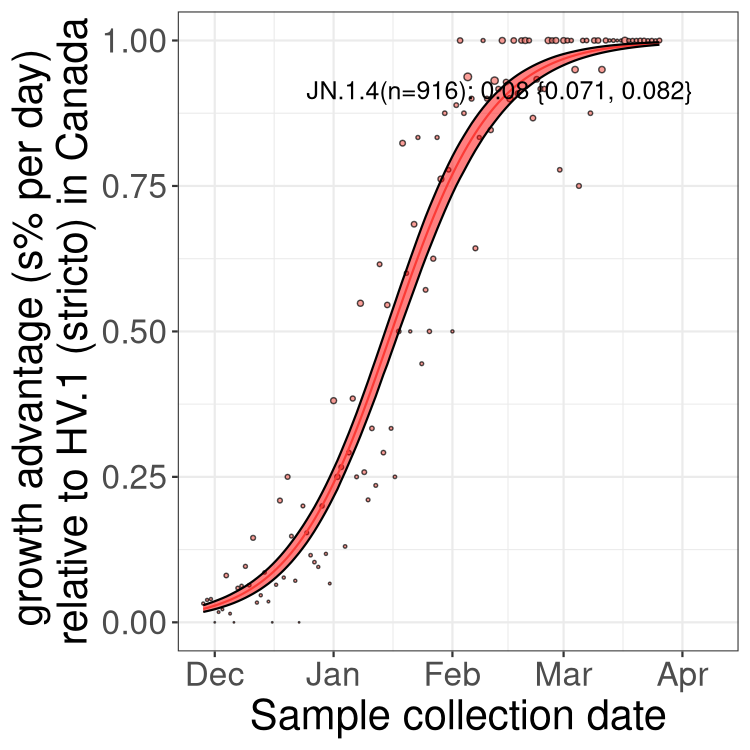 growth advantage (s% per day)
relative to HV.1 (stricto) in Canada
1.00
0.75
0.50
0.25
0.00
JN.1.4(n=916): 0.08 {0.071, 0.082}
Dec Jan Feb Mar Apr
Sample collection date